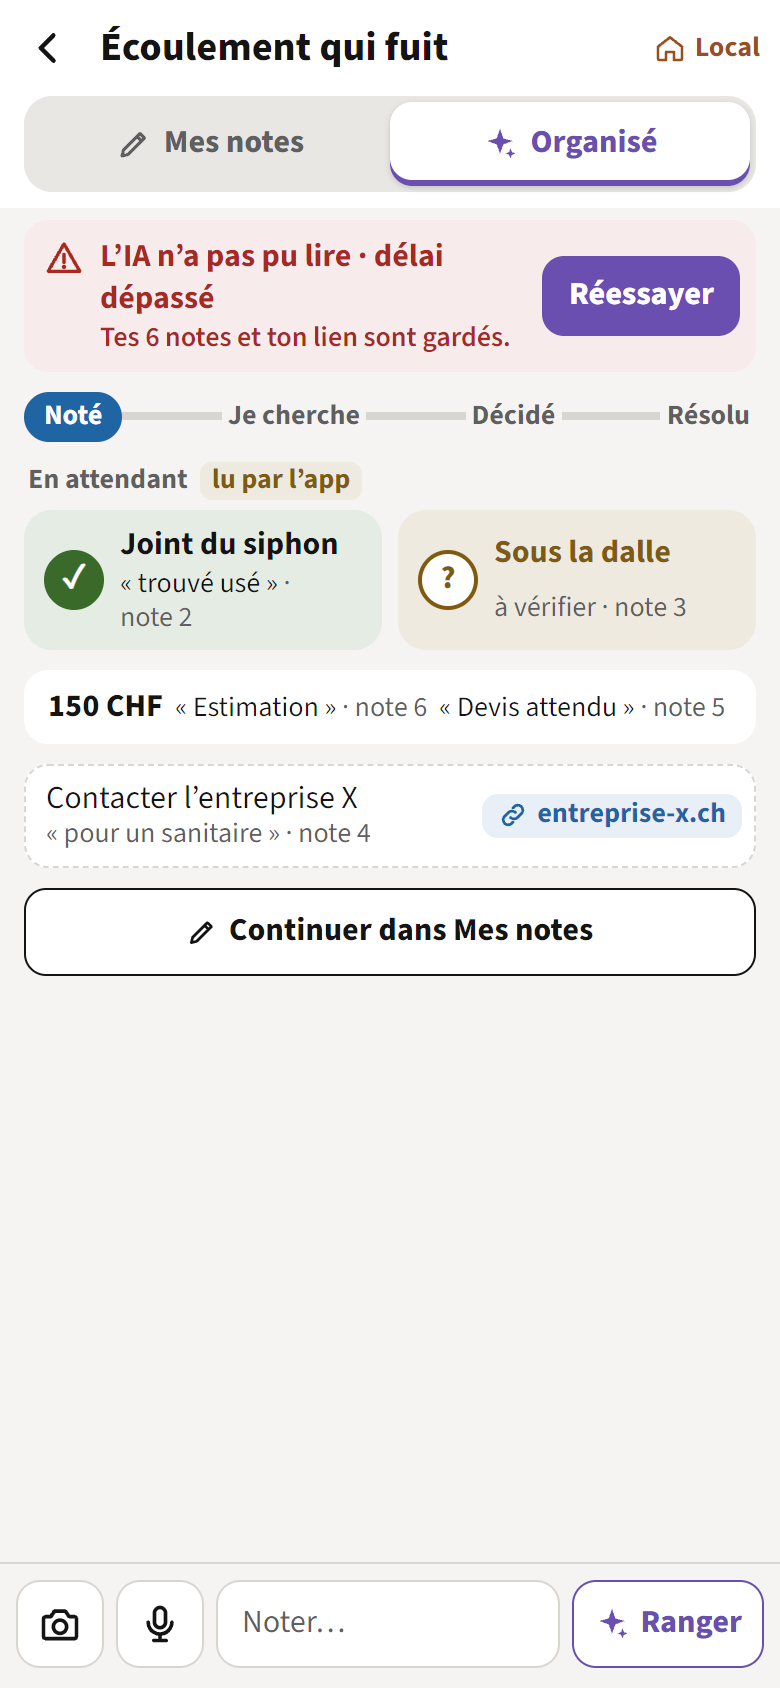 Écoulement qui fuit
Local
Mes notes
Organisé
L’IA n’a pas pu lire · délai
dépassé
Tes 6 notes et ton lien sont gardés.
Réessayer
Noté
Je cherche
Décidé
Résolu
En attendant
lu par l’app
Joint du siphon
« trouvé usé » ·
note 2
?
Sous la dalle
à vérifier · note 3
150 CHF « Estimation » · note 6 « Devis attendu » · note 5
Contacter l’entreprise X
« pour un sanitaire » · note 4
entreprise-x.ch
Continuer dans Mes notes
Noter…
Ranger